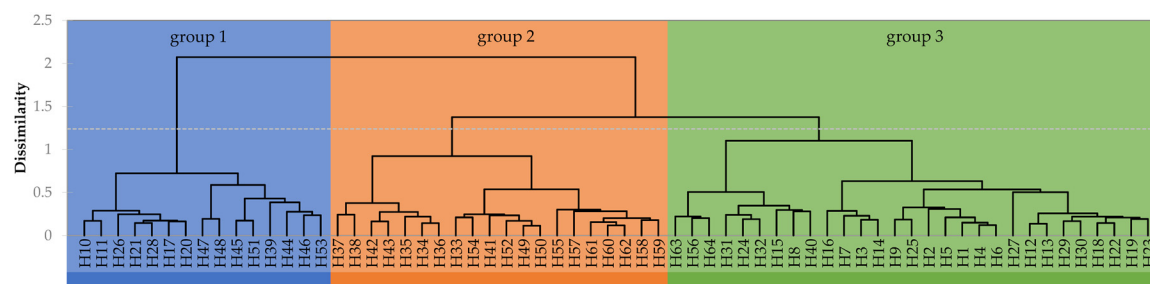 2.5
group 1
group 2
group 3
2
1.5
1
0.5
0
Dissimilarity
H10
H11
H26
H21
H28
H17
H20
H47
H48
H45
H51
H39
H44
H46
H53
H37
H38
H42
H43
H35
H34
H36
H33
H54
H41
H52
H49
H50
H55
H57
H61
H60
H62
H58
H59
H63
H56
H64
H31
H24
H32
H15
H8
H40
H16
H7
H3
H14
H9
H25
H2
H5
H1
H4
H6
H27
H12
H13
H29
H30
H18
H22
H19
H23